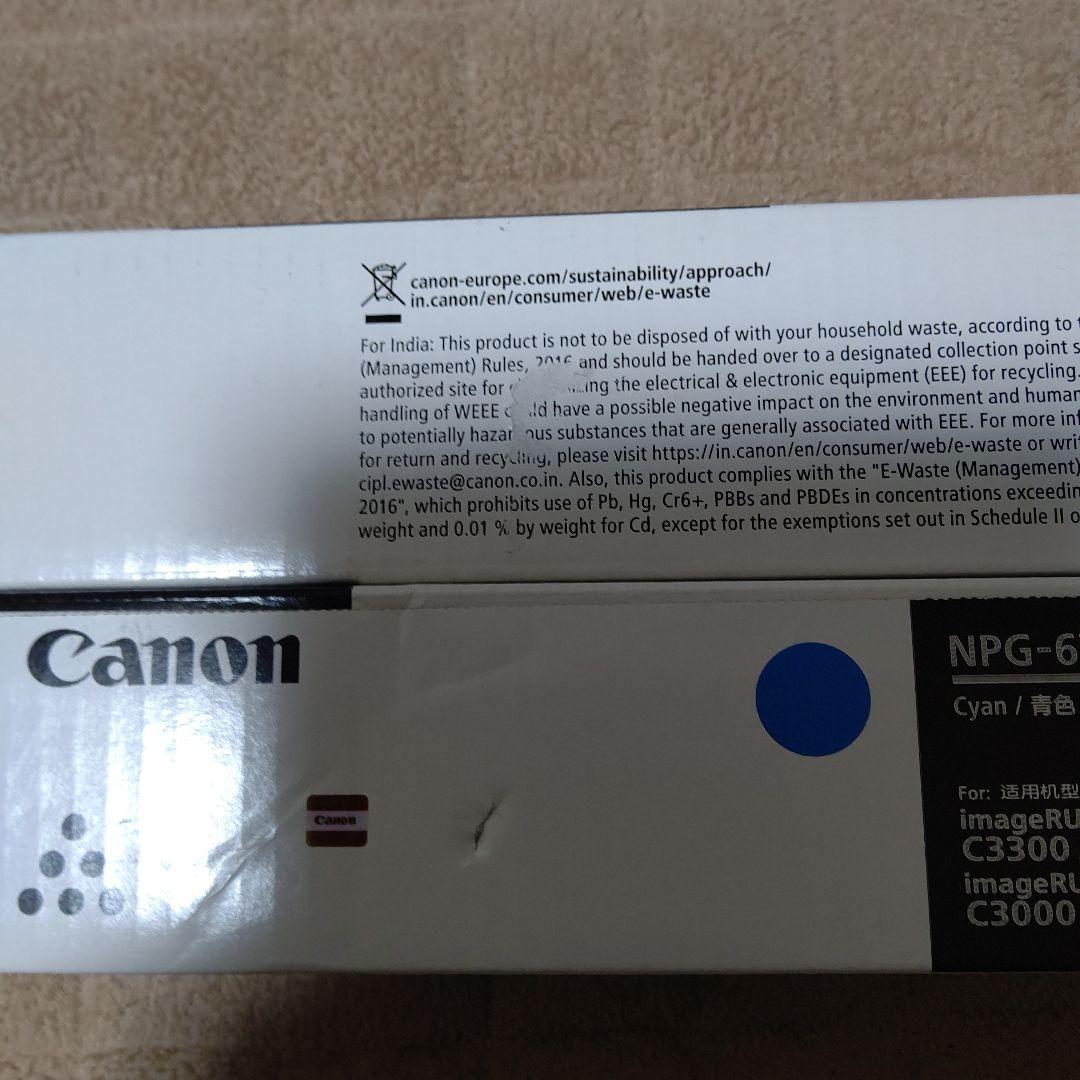 canon-europe.com/sustainability/approach/
in.canon/en/consumer/web/e-waste
For India: This product is not to be disposed of with your household waste, according to
(Management) Rules, 2016 and should be handed over to a designated collection point
authorized site for the electrical & electronic equipment (EEE) for recycling.
handling of WEEE could have a possible negative impact on the environment and human
to potentially hazardous substances that are generally associated with EEE. For more
for return and recycling, please visit https://in.canon/en/consumer/web/e-waste or
cipl.ewaste@canon.co.in. Also, this product complies with the "E-Waste (Management)
2016", which prohibits use of Pb, Hg, Cr6+, PBBs and PBDEs in concentrations
weight and 0.01 % by weight for Cd, except for the exemptions set out in Schedule II
Canon
NPG-6
Cyan / 青色
Canon
For: 适用机型
imageRU
C3300
imageRU
C3000